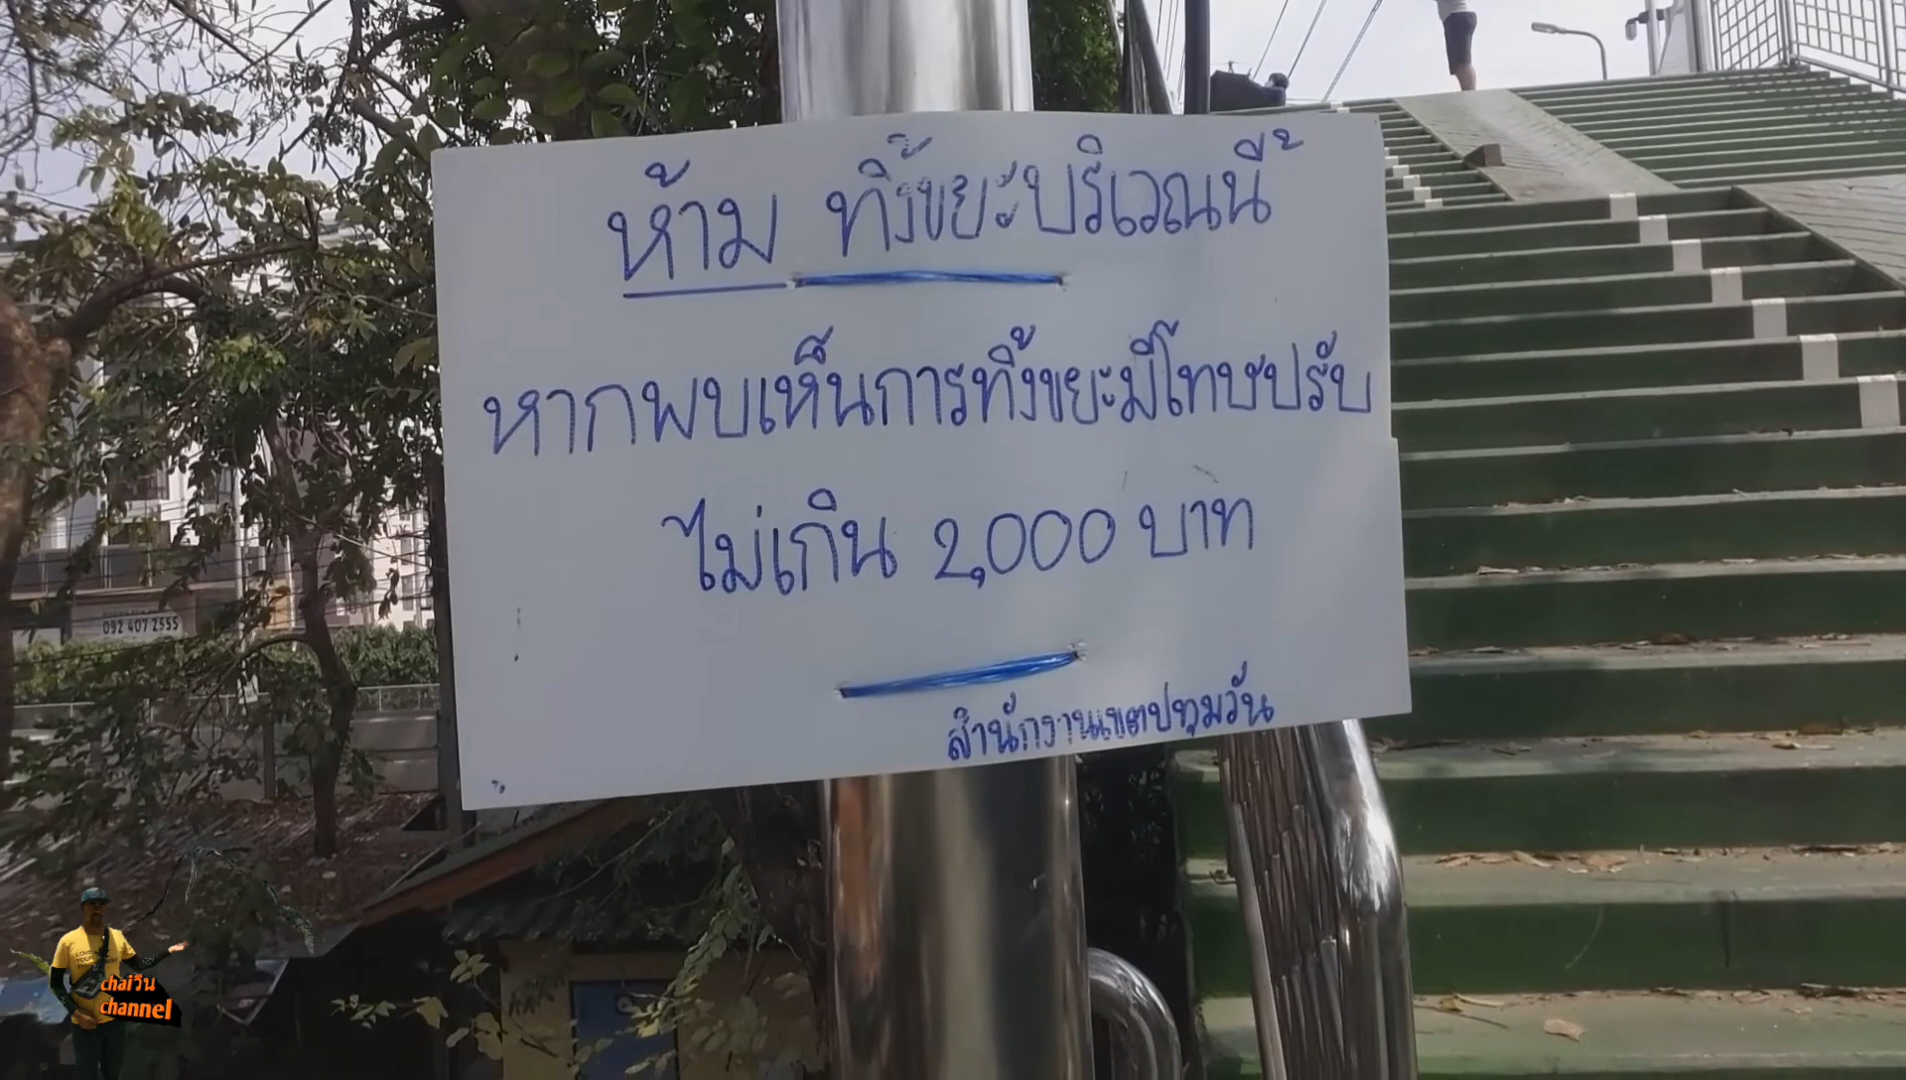 ห้าม ทิ้งขยะบริเวณนี้
หากพบเห็นการทิ้งขยะมีโทษปรับ
ไม่เกิน 2,000 บาท
สำนักงานเขตปทุมวัน
092 407 2555
chaiวิน
channel